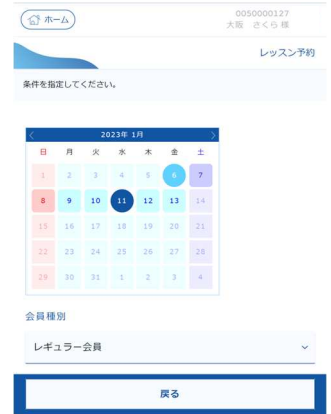 ホーム
0050000127
大阪 さくら 様
レッスン予約
条件を指定してください。
2023年 1月
日 月 火 水 木 金 土
1 2 3 4 5 6 7
8 9 10 11 12 13 14
15 16 17 18 19 20 21
22 23 24 25 26 27 28
29 30 31 1 2 3 4
会員種別
レギュラー会員
戻る